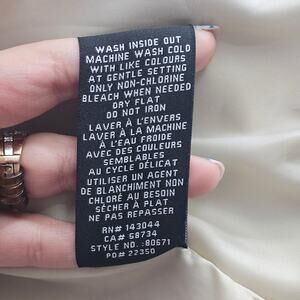 WASH INSIDE OUT
MACHINE WASH COLD
WITH LIKE COLOURS
AT GENTLE SETTING
ONLY NON-CHLORINE
BLEACH WHEN NEEDED
DRY FLAT
DO NOT IRON
LAVER À L'ENVERS
LAVER À LA MACHINE
À L'EAU FROIDE
AVEC DES COULEURS
SEMBLABLES
AU CYCLE DÉLICAT
UTILISER UN AGENT
DE BLANCHIMENT NON
CHLORÉ AU BESOIN
SÉCHER À PLAT
NE PAS REPASSER
RN# 143044
CA# 58734
STYLE NO. :80671
PO# 22350